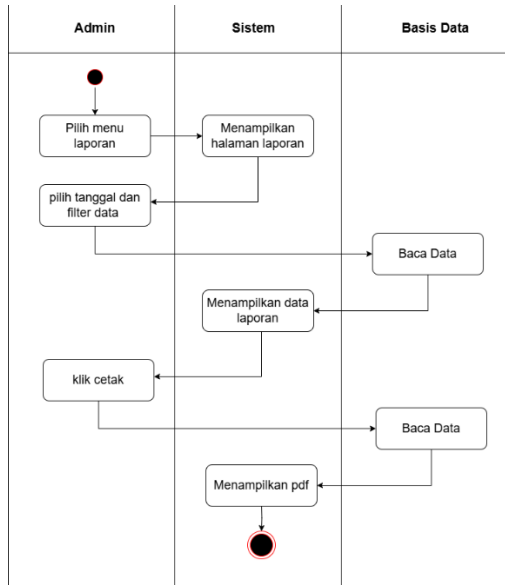 Admin
Sistem
Basis Data
Pilih menu
laporan
Menampilkan
halaman laporan
pilih tanggal dan
filter data
Baca Data
Menampilkan data
laporan
klik cetak
Baca Data
Menampilkan pdf